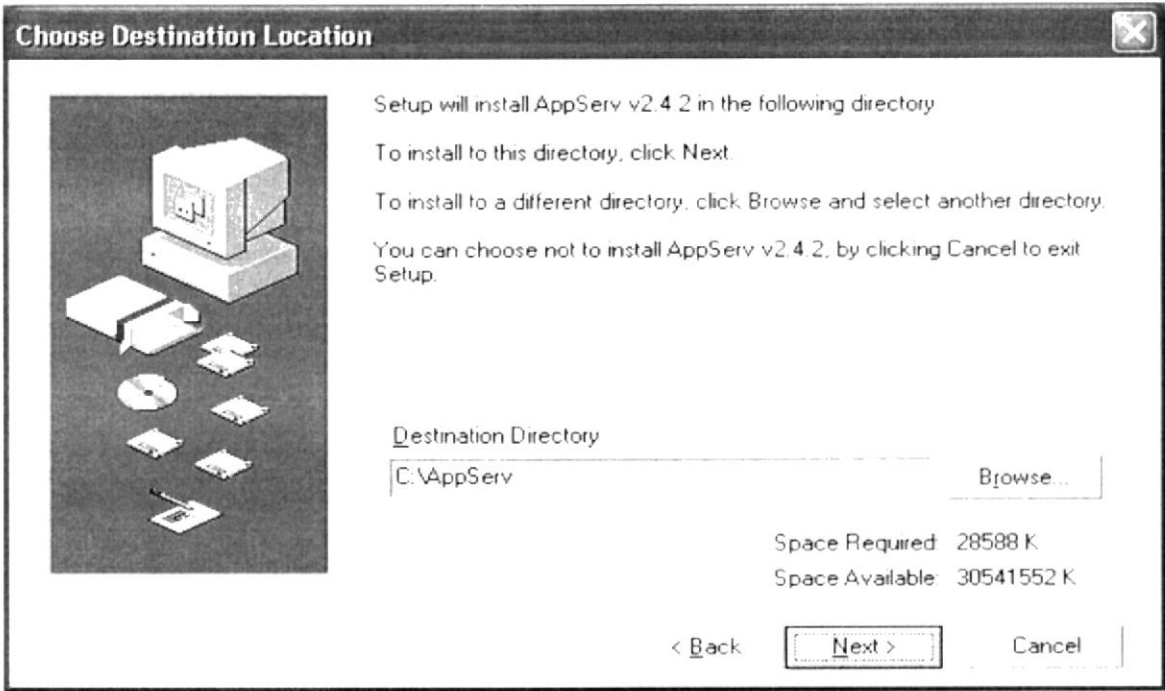 Choose Destination Location
Setup will install AppServ v2.4.2 in the following directory
To install to this directory, click Next.
To install to a different directory, click Browse and select another directory.
You can choose not to install AppServ v2.4.2, by clicking Cancel to exit
Setup.
Destination Directory
C:\AppServ
Browse...
Space Required: 28588 K
Space Available: 30541552 K
< Back Next > Cancel